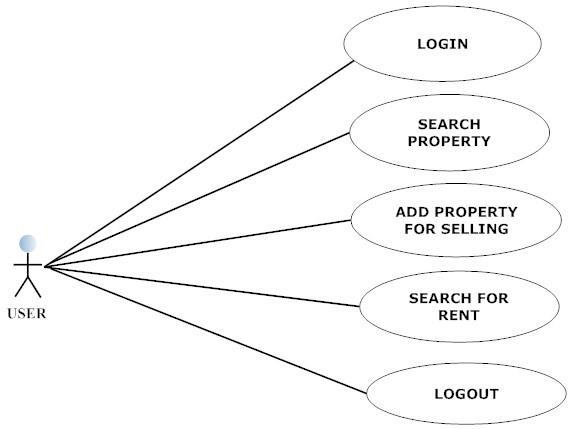 LOGIN
SEARCH
PROPERTY
ADD PROPERTY
FOR SELLING
SEARCH FOR
RENT
LOGOUT
USER